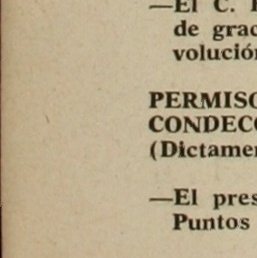 —El C.
de grac
volución
PERMISO
CONDECO
(Dictamen
—El pres
Puntos